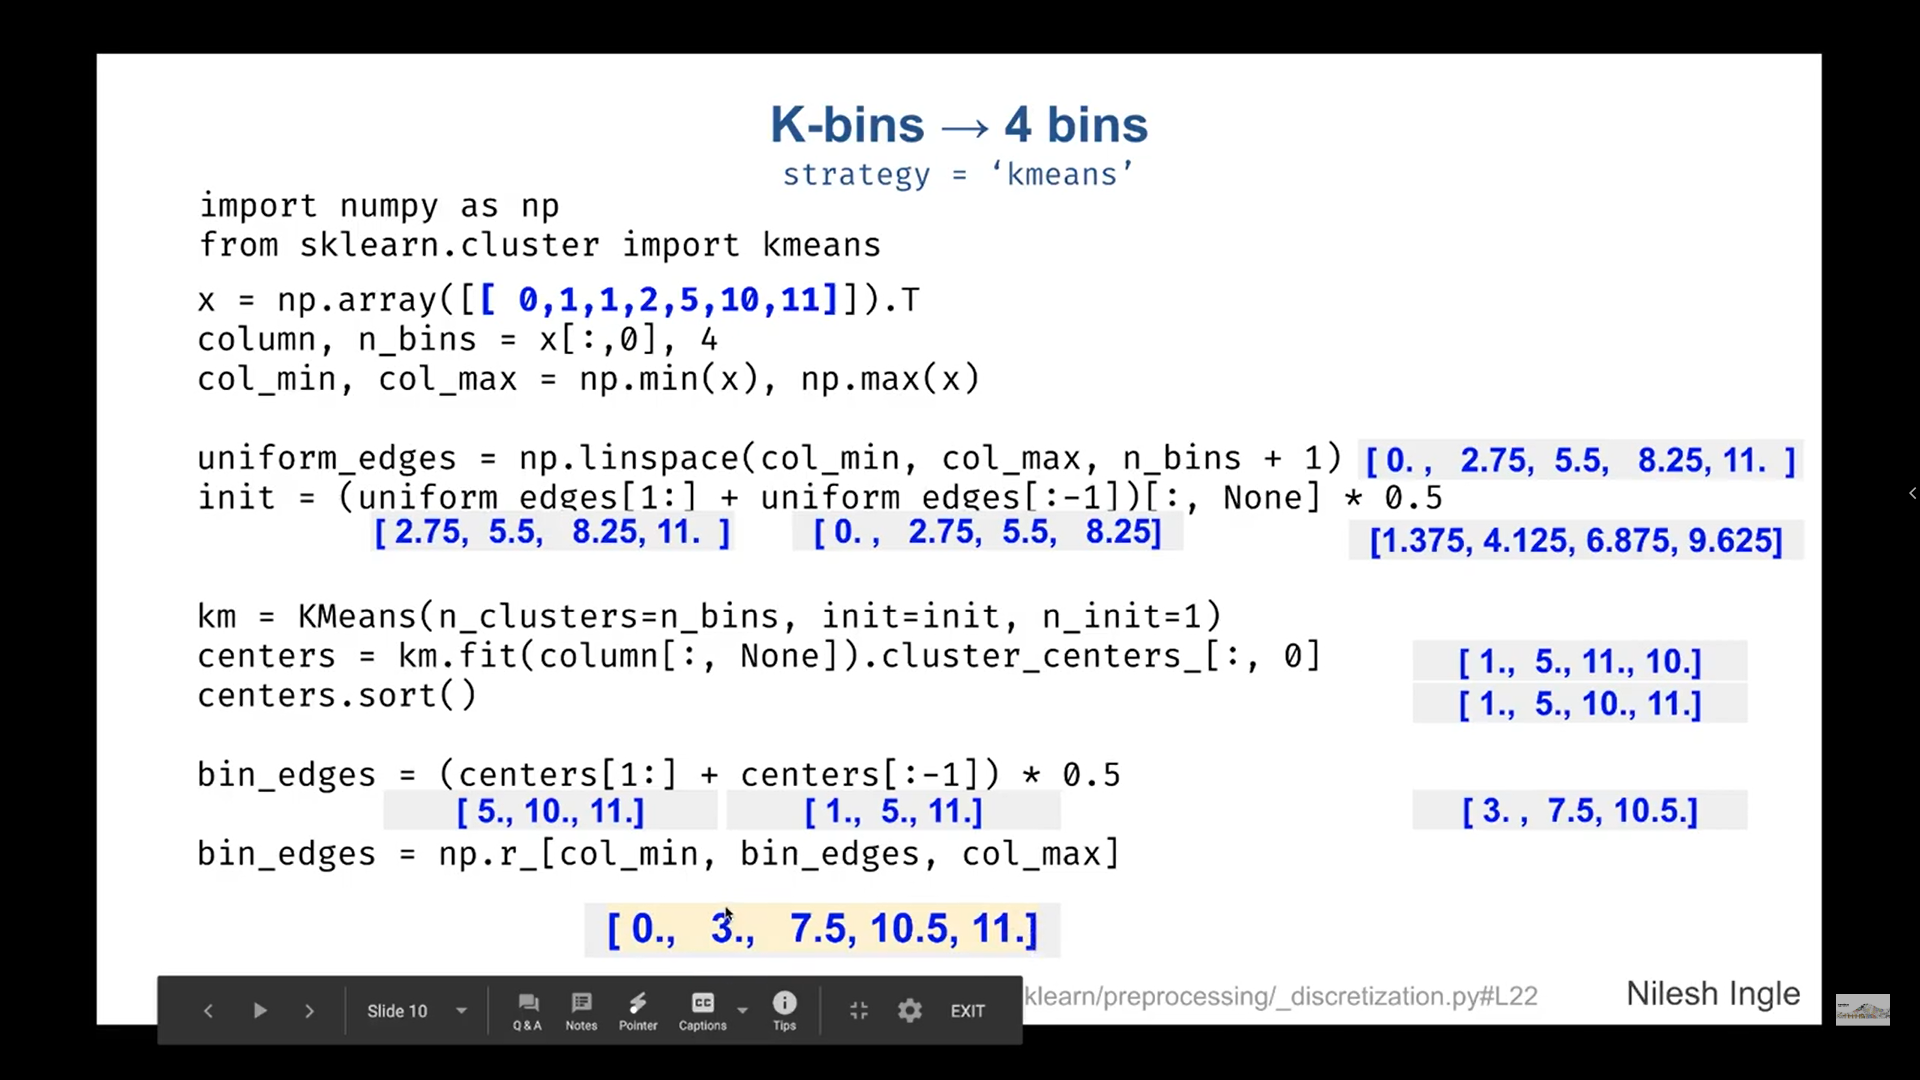 K-bins → 4 bins
strategy = ‘kmeans’
import numpy as np
from sklearn.cluster import kmeans
x = np.array([[ 0,1,1,2,5,10,11]]).T
column, n_bins = x[:,0], 4
col_min, col_max = np.min(x), np.max(x)
uniform_edges = np.linspace(col_min, col_max, n_bins + 1) [ 0. , 2.75, 5.5, 8.25, 11. ]
init = (uniform_edges[1:] + uniform_edges[:-1])[:, None] * 0.5
[ 2.75, 5.5, 8.25, 11. ] [ 0. , 2.75, 5.5, 8.25] [1.375, 4.125, 6.875, 9.625]
km = KMeans(n_clusters=n_bins, init=init, n_init=1)
centers = km.fit(column[:, None]).cluster_centers_[:, 0] [ 1., 5., 11., 10.]
centers.sort() [ 1., 5., 10., 11.]
bin_edges = (centers[1:] + centers[:-1]) * 0.5
[ 5., 10., 11.] [ 1., 5., 11.] [ 3. , 7.5, 10.5.]
bin_edges = np.r_[col_min, bin_edges, col_max]
[ 0., 3., 7.5, 10.5, 11.]
klearn/preprocessing/_discretization.py#L22 Nilesh Ingle
Slide 10 Q & A Notes Pointer Captions Tips EXIT